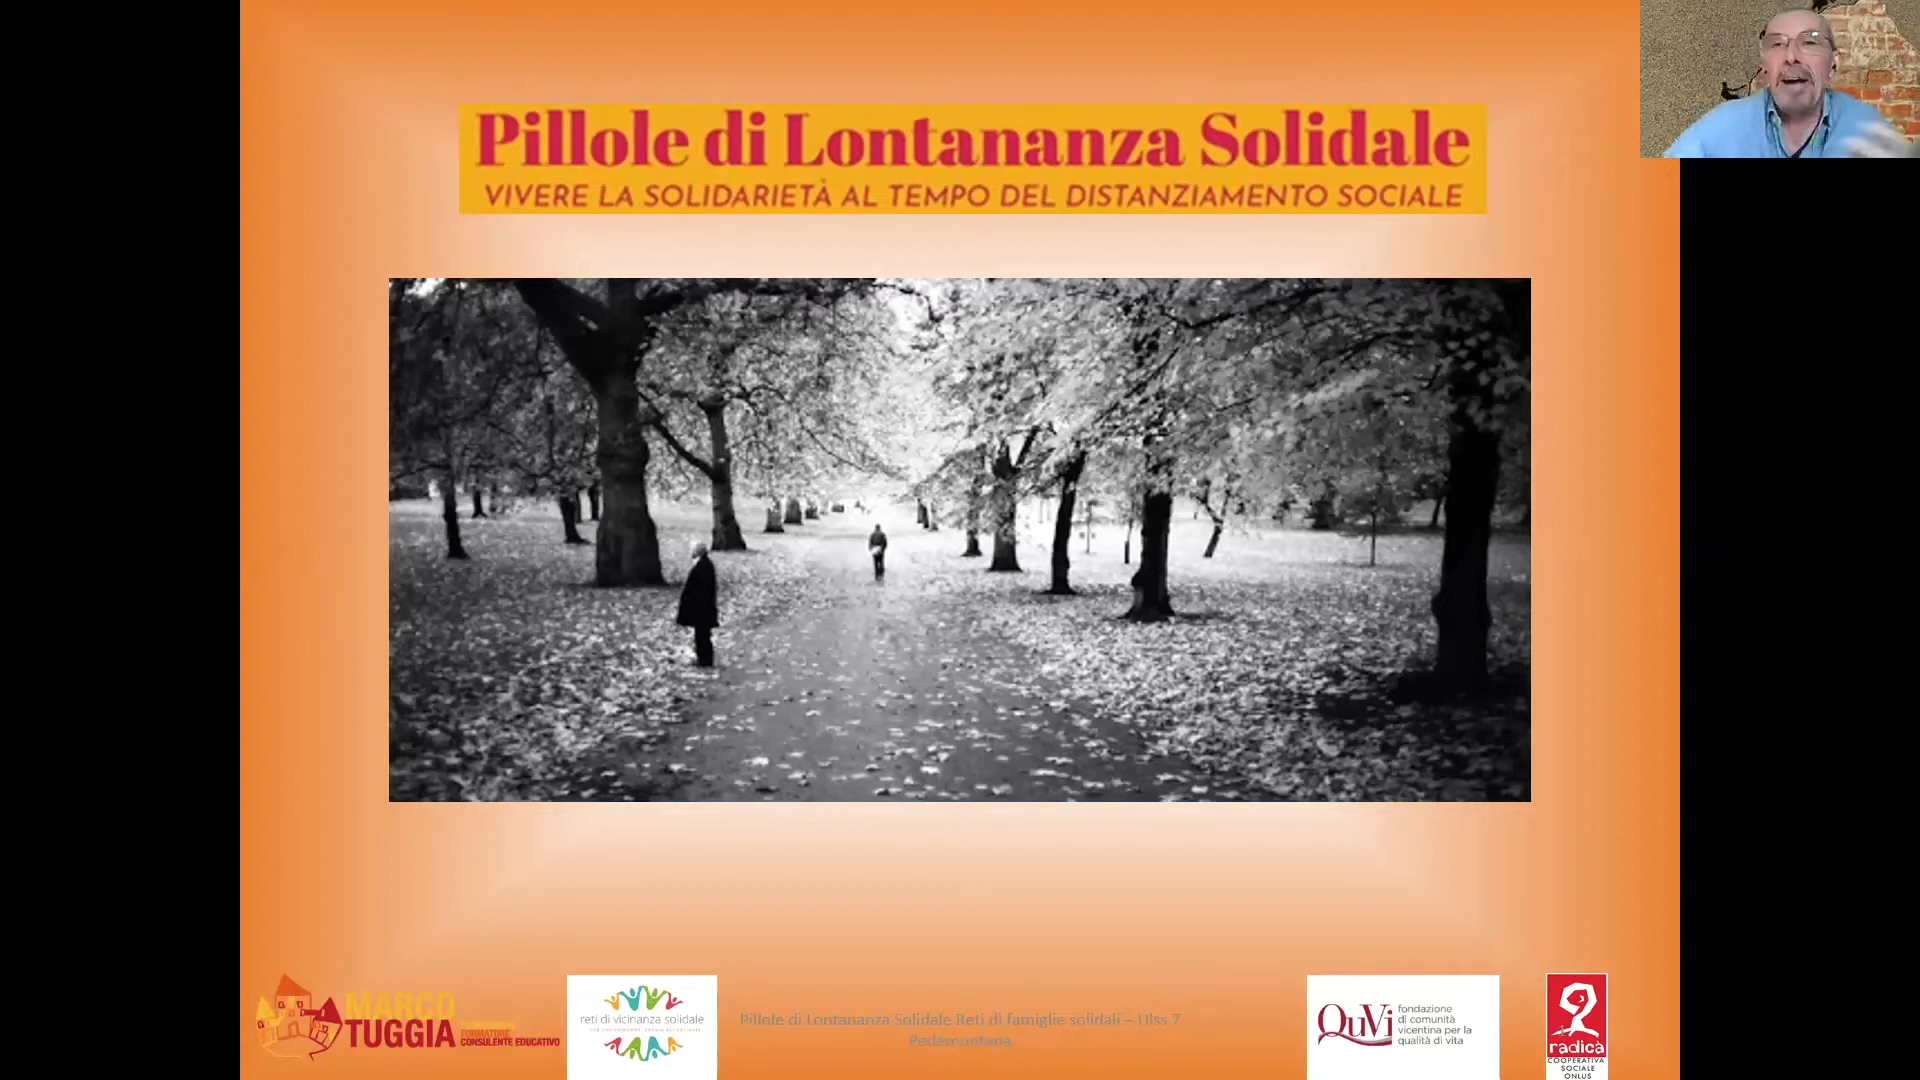 Pillole di Lontananza Solidale
VIVERE LA SOLIDARIETÀ AL TEMPO DEL DISTANZIAMENTO SOCIALE
MARCO
TUGGIA
FORMATORE
CONSULENTE EDUCATIVO
reti di vicinanza solidale
Pillole di Lontananza Solidale Reti di famiglie solidali – Ulss 7
Pedemontana
QuVi
fondazione
di comunità
vicentina per la
qualità di vita
radicà
COOPERATIVA
SOCIALE
ONLUS